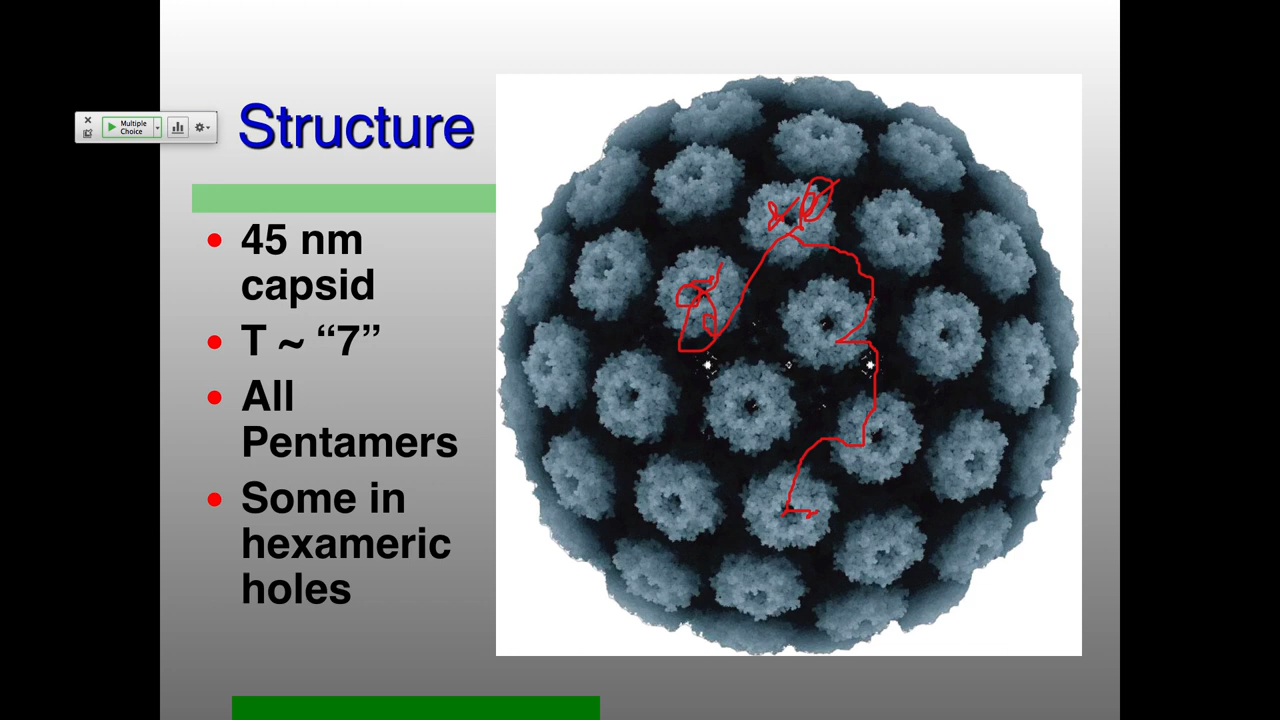 Multiple
Choice
Structure
45 nm
capsid
T ~ “7”
All
Pentamers
Some in
hexameric
holes